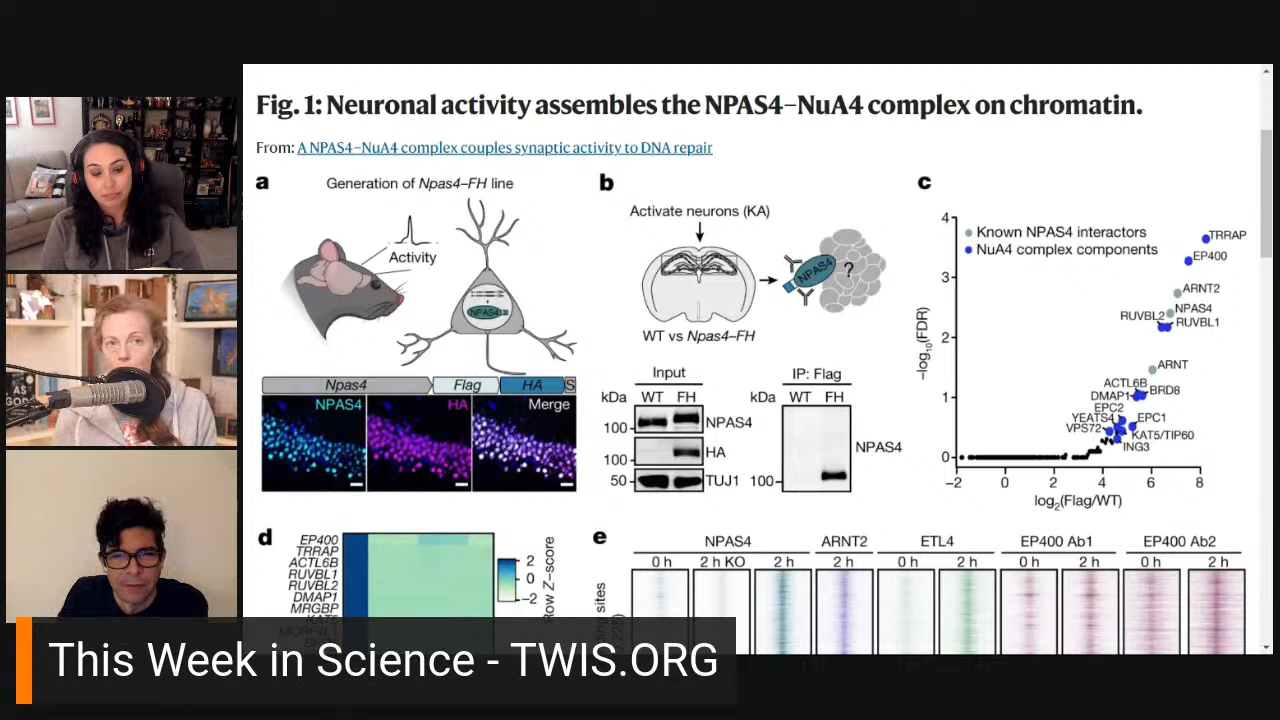 Fig. 1: Neuronal activity assembles the NPAS4–NuA4 complex on chromatin.
From: A NPAS4–NuA4 complex couples synaptic activity to DNA repair
a
Generation of Npas4–FH line
Activity
NPAS4
Npas4
Flag
HA
S
NPAS4
HA
Merge
b
Activate neurons (KA)
NPAS4
?
WT vs Npas4–FH
Input
kDa WT FH
100 NPAS4
100 HA
50 TUJ1
IP: Flag
kDa WT FH
NPAS4
100
c
Known NPAS4 interactors
NuA4 complex components
TRRAP
EP400
ARNT2
NPAS4
RUVBL2
RUVBL1
ARNT
ACTL6B
BRD8
DMAP1
EPC2
EPC1
YEATS4
VPS72
KAT5/TIP60
ING3
–log10(FDR)
4
3
2
1
0
–2 0 2 4 6 8
log2(Flag/WT)
d
EP400
TRRAP
ACTL6B
RUVBL1
RUVBL2
DMAP1
MRGBP
KAT5
MORF4L1
2
0
–2
Row Z-score
e
NPAS4 ARNT2 ETL4 EP400 Ab1 EP400 Ab2
0 h 2 h KO 2 h 2 h 0 h 2 h 0 h 2 h 0 h 2 h
sites
This Week in Science - TWIS.ORG